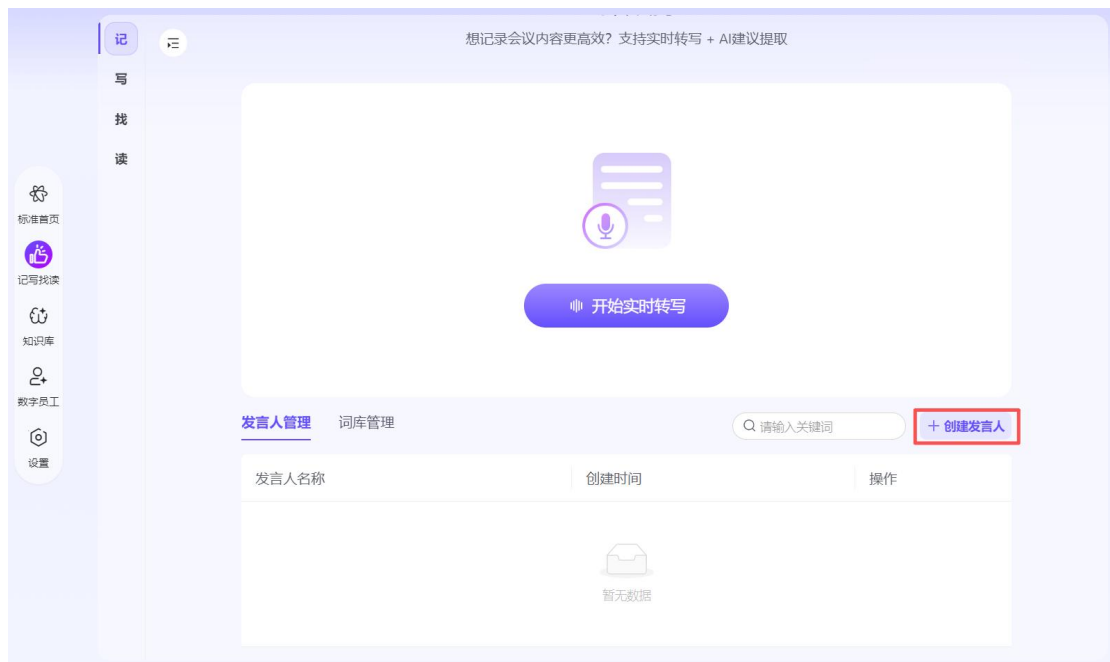 记
写
找
读
标准首页
记写找读
知识库
数字员工
设置
想记录会议内容更高效？支持实时转写 + AI建议提取
开始实时转写
发言人管理 词库管理 请输入关键词 + 创建发言人
发言人名称 创建时间 操作
暂无数据